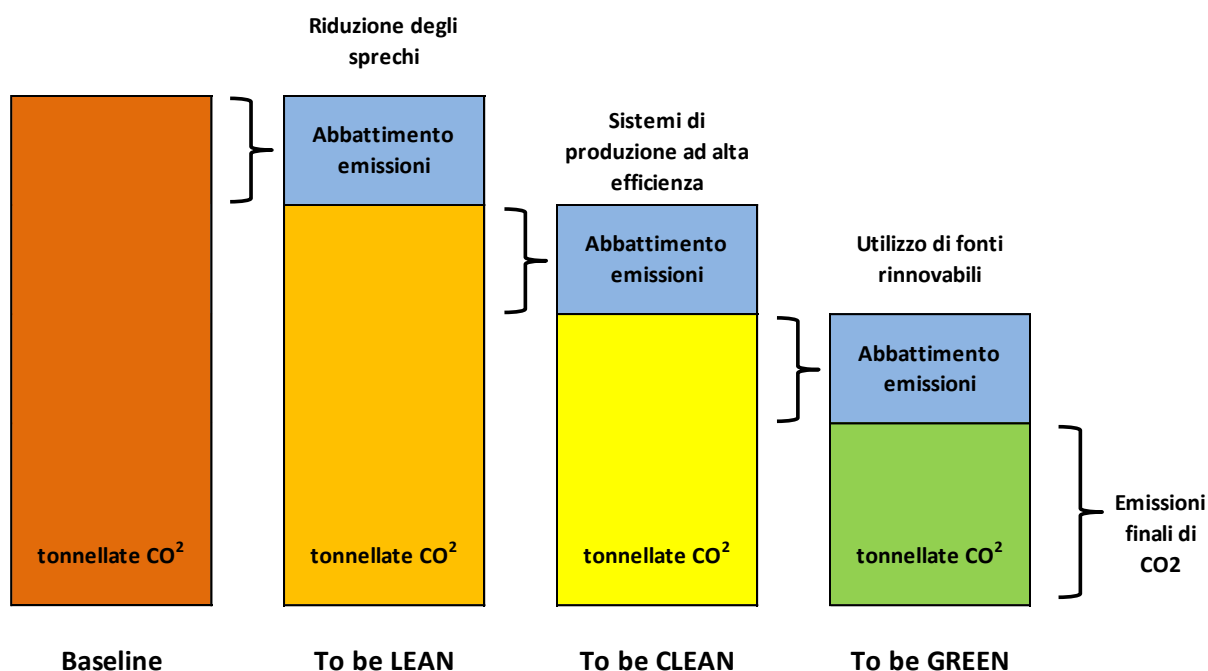 Riduzione degli
sprechi
Abbattimento
emissioni
Sistemi di
produzione ad alta
efficienza
Abbattimento
emissioni
Utilizzo di fonti
rinnovabili
Abbattimento
emissioni
tonnellate CO²
tonnellate CO²
tonnellate CO²
tonnellate CO²
Emissioni
finali di
CO2
Baseline
To be LEAN
To be CLEAN
To be GREEN